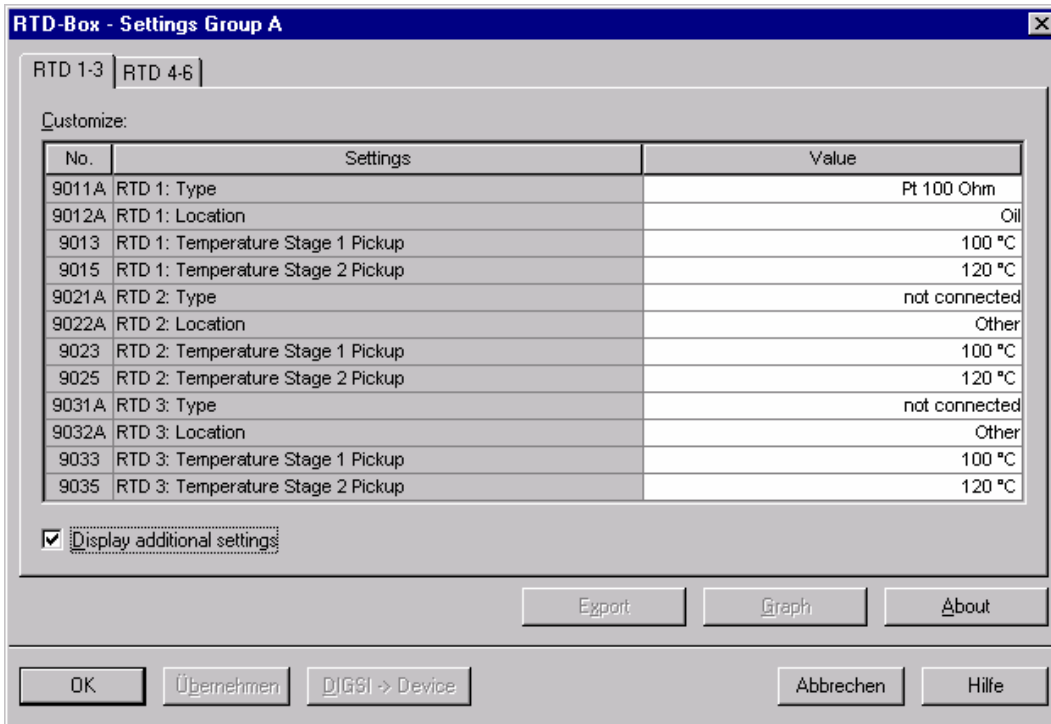 RTD-Box - Settings Group A
RTD 1-3 RTD 4-6
Customize:
No. Settings Value
9011A RTD 1: Type Pt 100 Ohm
9012A RTD 1: Location Oil
9013 RTD 1: Temperature Stage 1 Pickup 100 °C
9015 RTD 1: Temperature Stage 2 Pickup 120 °C
9021A RTD 2: Type not connected
9022A RTD 2: Location Other
9023 RTD 2: Temperature Stage 1 Pickup 100 °C
9025 RTD 2: Temperature Stage 2 Pickup 120 °C
9031A RTD 3: Type not connected
9032A RTD 3: Location Other
9033 RTD 3: Temperature Stage 1 Pickup 100 °C
9035 RTD 3: Temperature Stage 2 Pickup 120 °C
Display additional settings
Export Graph About
OK Übernehmen DIGSI -> Device Abbrechen Hilfe